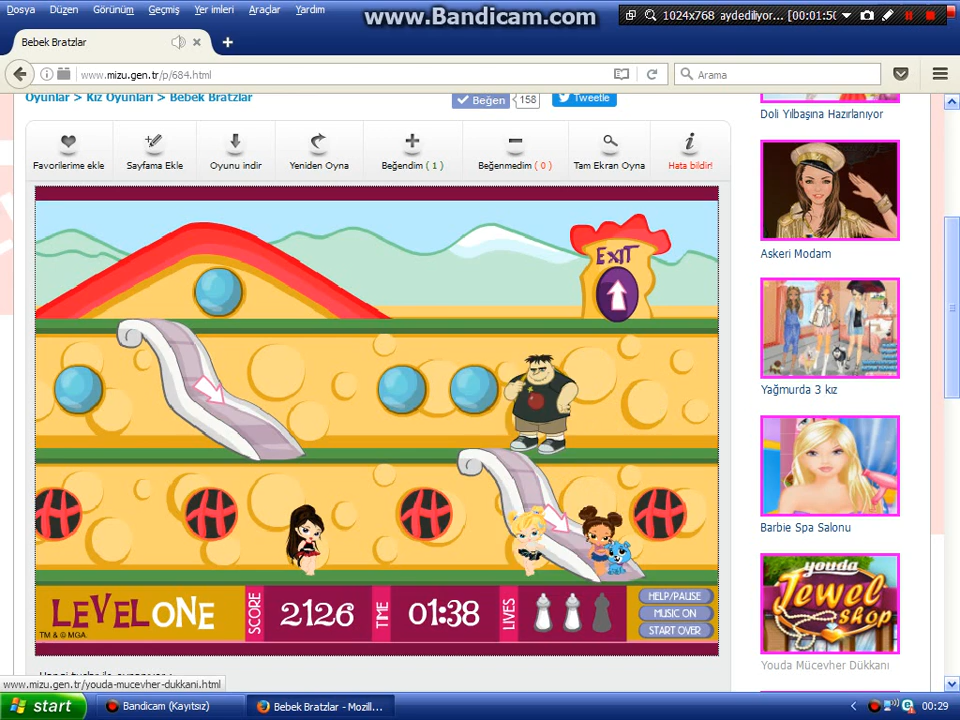 Dosya Düzen Görünüm Geçmiş Yer imleri Araçlar Yardım
www.Bandicam.com
1024x768 aydediliyor... [00:01:50
Bebek Bratzlar
www.mizu.gen.tr/p/684.html
Arama
Oyunlar > Kız Oyunları > Bebek Bratzlar
Beğen 158 Tweetle
Favorilerime ekle Sayfama Ekle Oyunu indir Yeniden Oyna Beğendim ( 1 ) Beğenmedim ( 0 ) Tam Ekran Oyna Hata bildir!
EXIT
LEVEL ONE
TM & © MGA.
SCORE 2126
TIME 01:38
LIVES
HELP/PAUSE
MUSIC ON
START OVER
Doli Yılbaşına Hazırlanıyor
Askeri Modam
Yağmurda 3 kız
Barbie Spa Salonu
youda
Jewel
shop
Youda Mücevher Dükkanı
www.mizu.gen.tr/youda-mucevher-dukkani.html
start
Bandicam (Kayıtsız)
Bebek Bratzlar - Mozill...
00:29